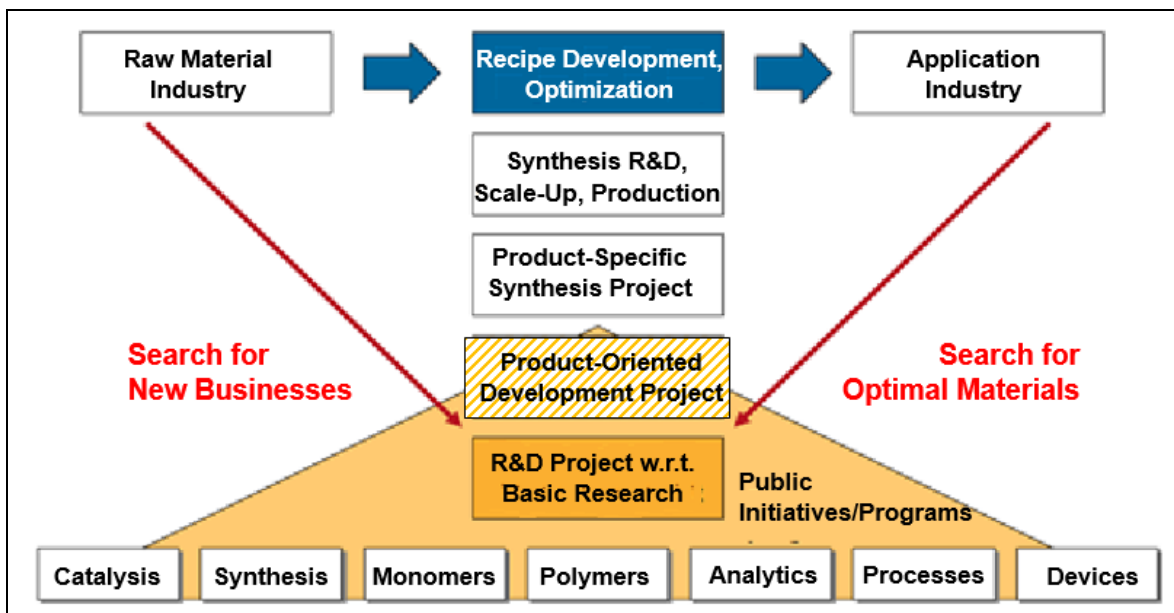 Raw Material
Industry
Recipe Development,
Optimization
Application
Industry
Synthesis R&D,
Scale-Up, Production
Product-Specific
Synthesis Project
Search for
New Businesses
Product-Oriented
Development Project
Search for
Optimal Materials
R&D Project w.r.t.
Basic Research
Public
Initiatives/Programs
Catalysis
Synthesis
Monomers
Polymers
Analytics
Processes
Devices